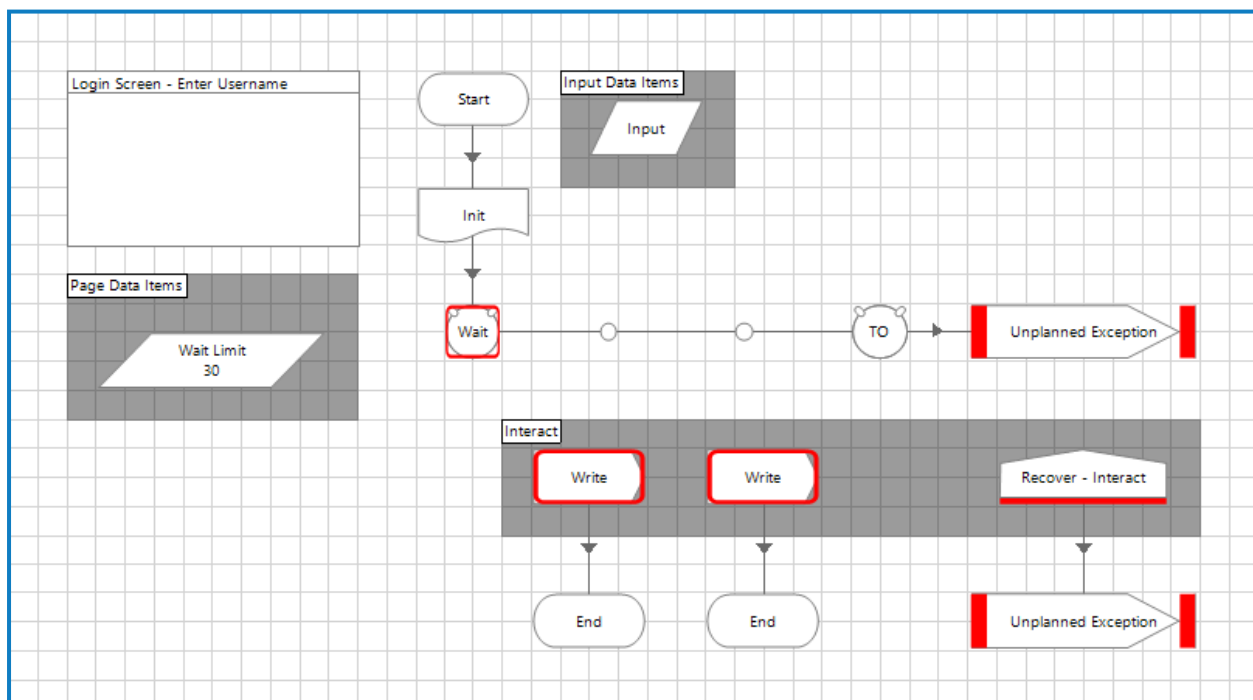 Login Screen - Enter Username
Start
Input Data Items
Input
Init
Page Data Items
Wait Limit
30
Wait
TO
Unplanned Exception
Interact
Write
Write
Recover - Interact
End
End
Unplanned Exception